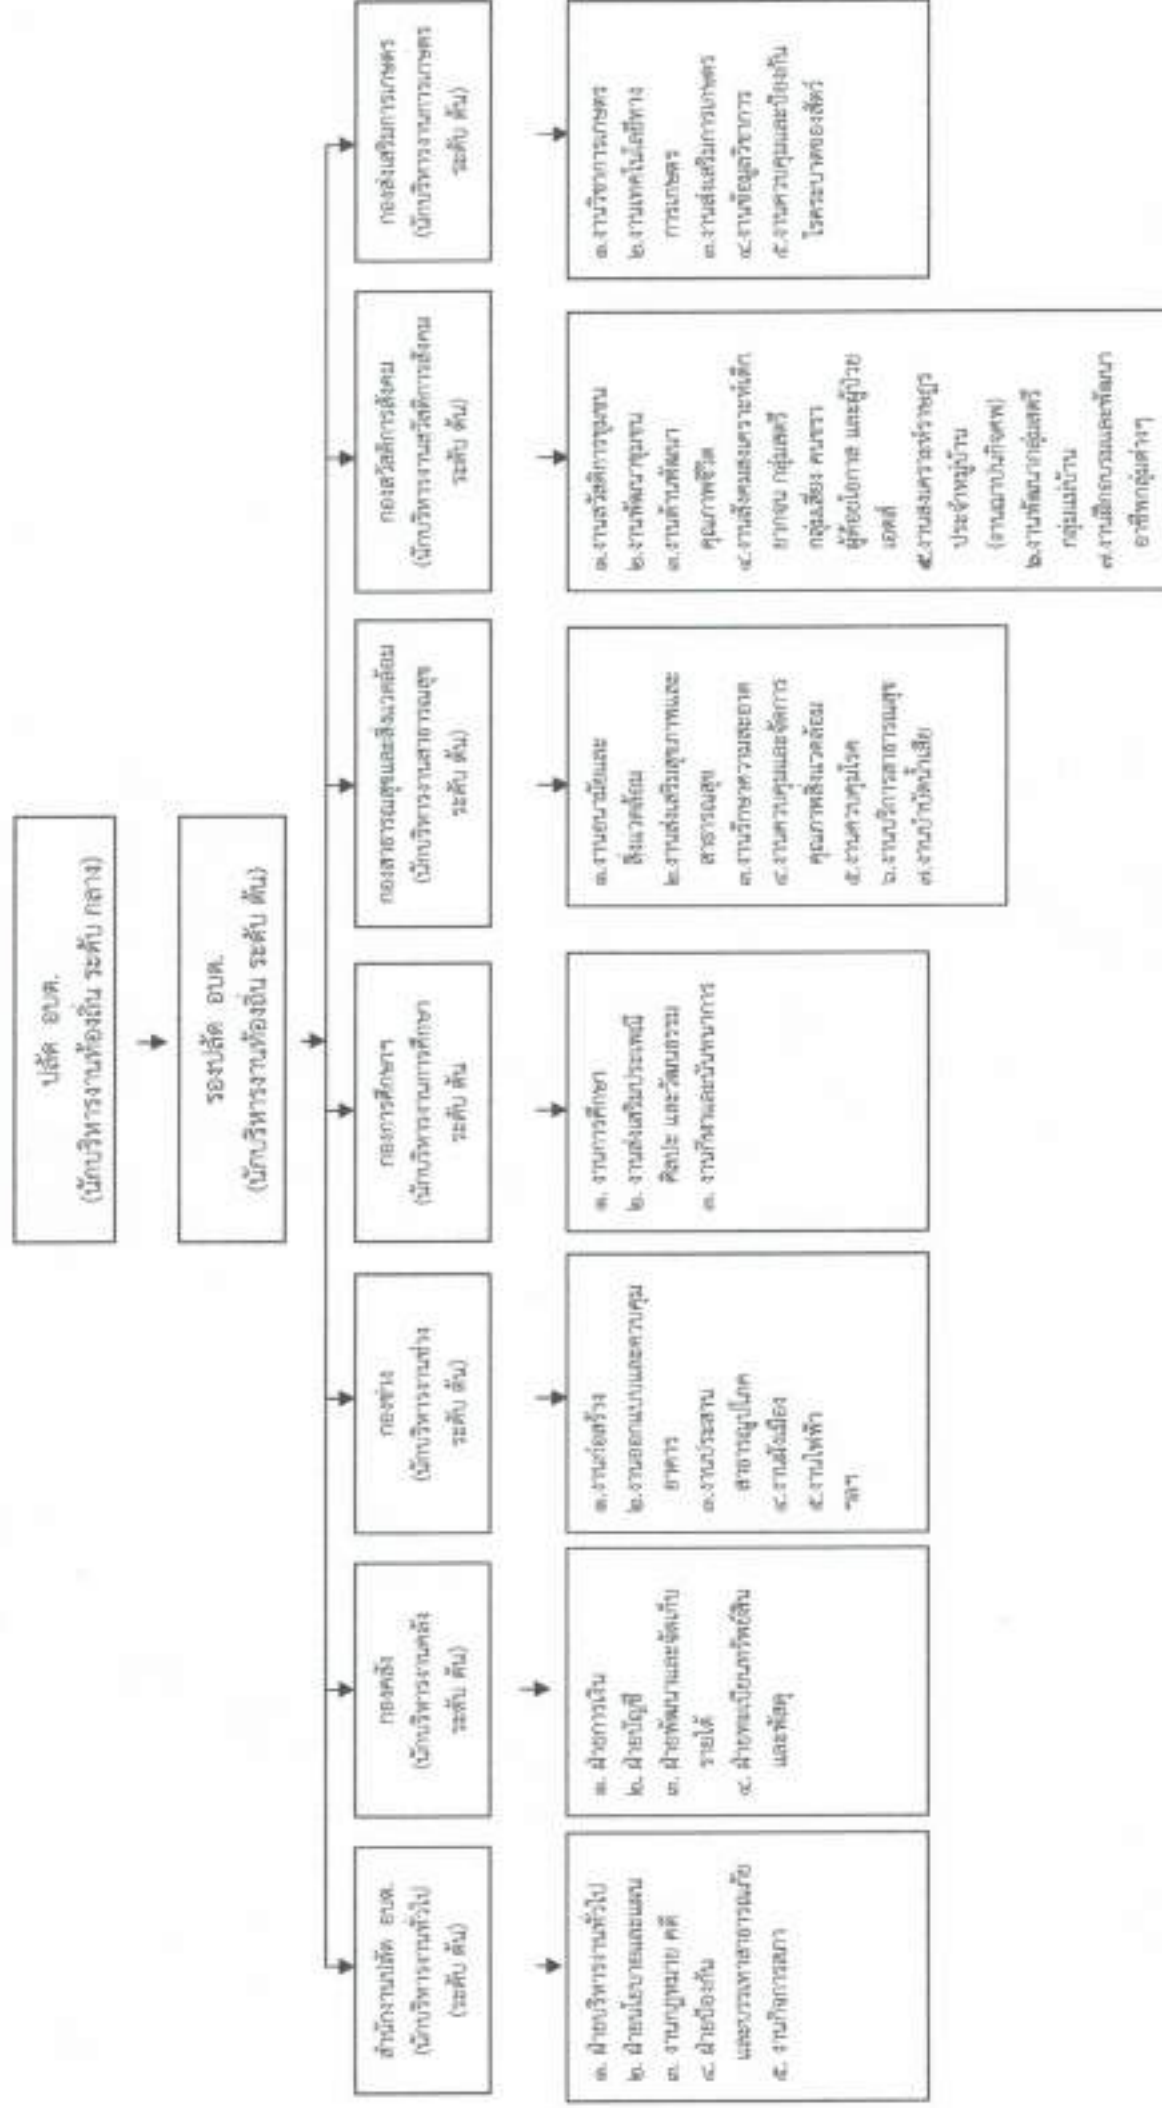 ปลัด อบต.
(นักบริหารงานท้องถิ่น ระดับ กลาง)
รองปลัด อบต.
(นักบริหารงานท้องถิ่น ระดับ ต้น)
สำนักงานปลัด อบต.
(นักบริหารงานทั่วไป)
(ระดับ ต้น)
กองคลัง
(นักบริหารงานคลัง
ระดับ ต้น)
กองช่าง
(นักบริหารงานช่าง
ระดับ ต้น)
กองการศึกษาฯ
(นักบริหารงานการศึกษา
ระดับ ต้น
กองสาธารณสุขและสิ่งแวดล้อม
(นักบริหารงานสาธารณสุข
ระดับ ต้น)
กองสวัสดิการสังคม
(นักบริหารงานสวัสดิการสังคม
ระดับ ต้น)
กองส่งเสริมการเกษตร
(นักบริหารงานการเกษตร
ระดับ ต้น)
๑. ฝ่ายบริหารงานทั่วไป
๒. ฝ่ายนโยบายและแผน
๓. งานกฎหมาย คดี
๔. ฝ่ายป้องกัน
และบรรเทาสาธารณภัย
๕. งานกิจการสภา
๑. ฝ่ายการเงิน
๒. ฝ่ายบัญชี
๓. ฝ่ายพัฒนาและจัดเก็บ
รายได้
๔. ฝ่ายทะเบียนทรัพย์สิน
และพัสดุ
๑.งานก่อสร้าง
๒.งานออกแบบและควบคุม
อาคาร
๓.งานประสาน
สาธารณูปโภค
๔.งานผังเมือง
๕.งานไฟฟ้า
ฯลฯ
๑. งานการศึกษา
๒. งานส่งเสริมประเพณี
ศิลปะ และวัฒนธรรม
๓. งานกีฬาและนันทนาการ
๑.งานอนามัยและ
สิ่งแวดล้อม
๒.งานส่งเสริมสุขภาพและ
สาธารณสุข
๓.งานรักษาความสะอาด
๔.งานควบคุมและจัดการ
คุณภาพสิ่งแวดล้อม
๕.งานควบคุมโรค
๖.งานบริการสาธารณสุข
๗.งานบำบัดน้ำเสีย
๑.งานสวัสดิการชุมชน
๒.งานพัฒนาชุมชน
๓.งานด้านพัฒนา
คุณภาพชีวิต
๔.งานสังคมสงเคราะห์เด็ก
ยากจน กลุ่มสตรี
กลุ่มเสี่ยง คนชรา
ผู้ด้อยโอกาส และผู้ป่วย
เอดส์
๕.งานสงเคราะห์ราษฎร
ประจำหมู่บ้าน
(งานฌาปนกิจศพ)
๖.งานพัฒนากลุ่มสตรี
กลุ่มแม่บ้าน
๗.งานฝึกอบรมและพัฒนา
อาชีพกลุ่มต่างๆ
๑.งานวิชาการเกษตร
๒.งานเทคโนโลยีทาง
การเกษตร
๓.งานส่งเสริมการเกษตร
๔.งานข้อมูลวิชาการ
๕.งานควบคุมและป้องกัน
โรคระบาดของสัตว์